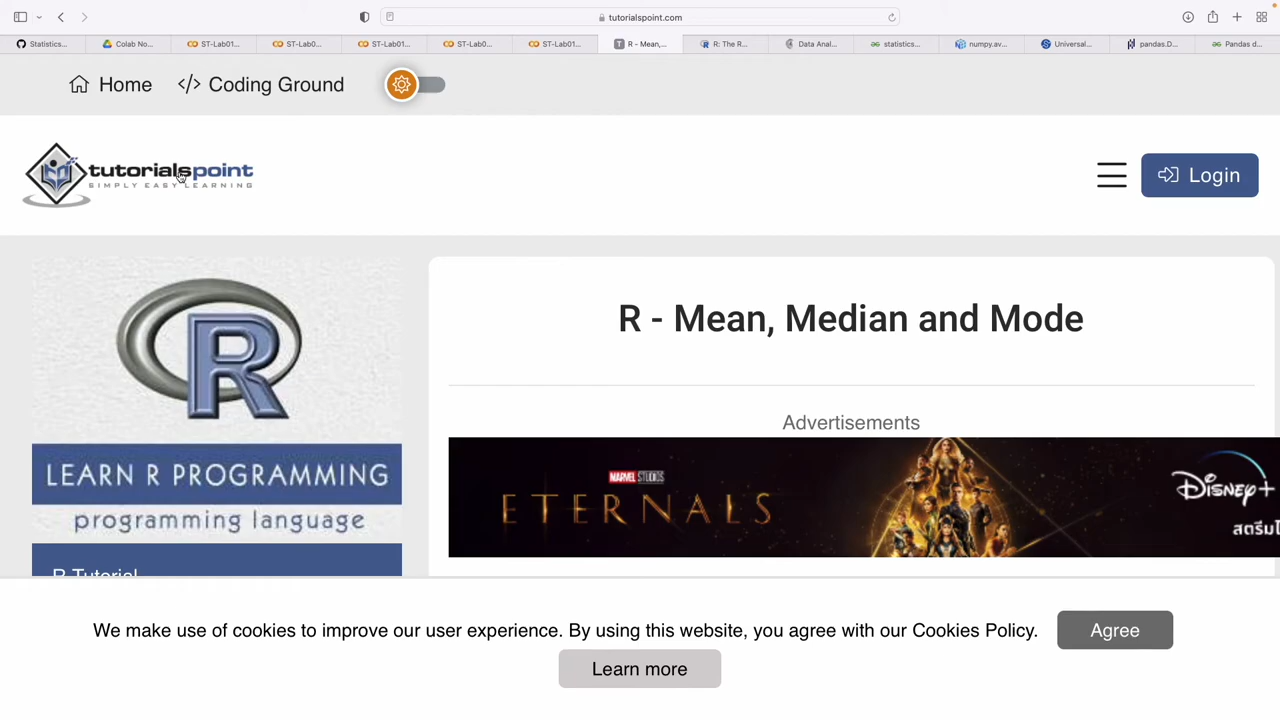 tutorialspoint.com
Statistics...
Colab No...
ST-Lab01...
ST-Lab0...
ST-Lab01...
ST-Lab0...
ST-Lab01...
R - Mean,...
R: The R...
Data Anal...
statistics...
numpy.av...
Universal...
pandas.D...
Pandas d...
Home
</> Coding Ground
tutorialspoint
SIMPLY EASY LEARNING
Login
R
LEARN R PROGRAMMING
programming language
R Tutorial
R - Mean, Median and Mode
Advertisements
MARVEL STUDIOS
ETERNALS
Disney+
We make use of cookies to improve our user experience. By using this website, you agree with our Cookies Policy.
Agree
Learn more